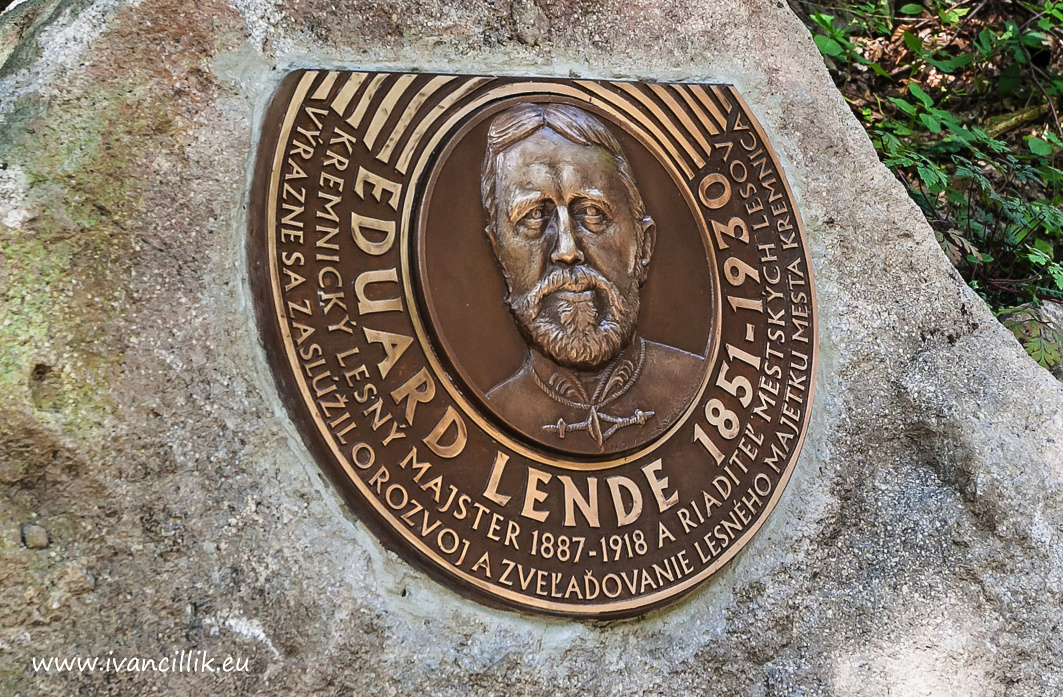 EDUARD LENDE 1851-1930
KREMNICKÝ LESNÝ MAJSTER 1887-1918 A RIADITEĽ MESTSKÝCH LESOV
VÝRAZNE SA ZASLÚŽIL O ROZVOJ A ZVEĽAĎOVANIE LESNÉHO MAJETKU MESTA KREMNICA
www.ivancillik.eu